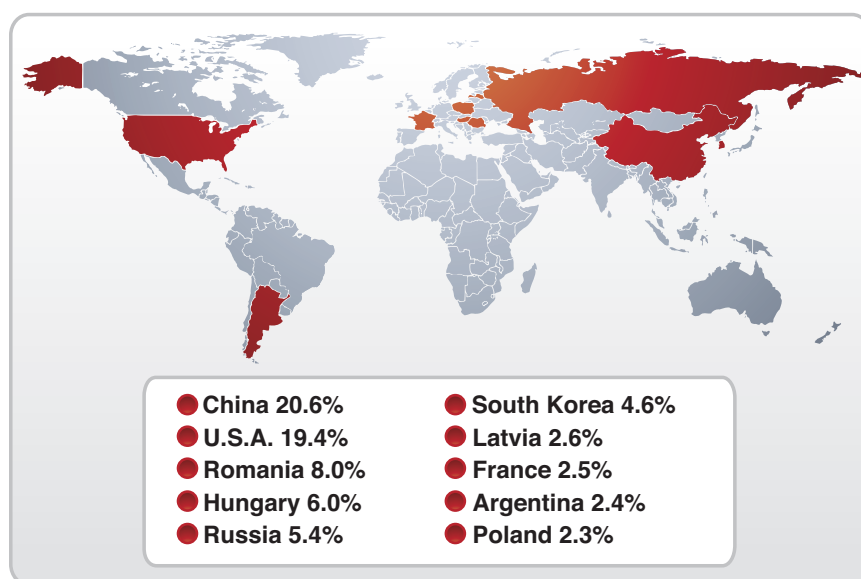 China 20.6%
U.S.A. 19.4%
Romania 8.0%
Hungary 6.0%
Russia 5.4%
South Korea 4.6%
Latvia 2.6%
France 2.5%
Argentina 2.4%
Poland 2.3%